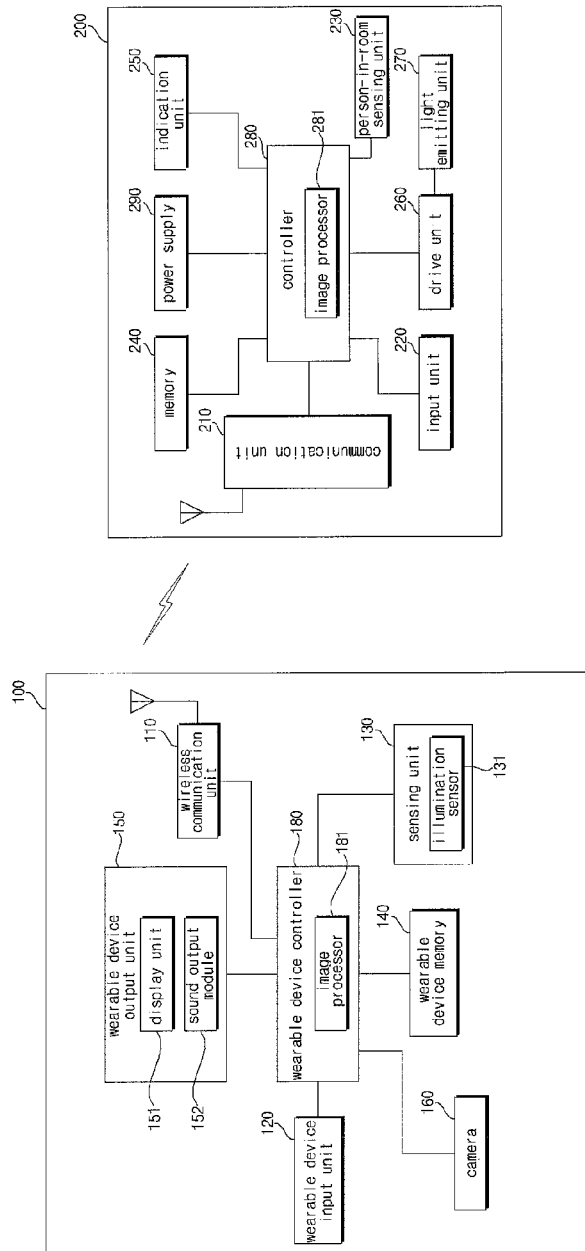 100
150
wearable device
output unit
display unit
151
sound output
module
152
110
wireless
communication
unit
120
wearable device
input unit
180
wearable device controller
181
image
processor
130
sensing unit
illumination
sensor
131
140
wearable
device memory
160
camera
200
240
memory
290
power supply
250
indication
unit
210
communication
unit
280
controller
281
image processor
230
person-in-room
sensing unit
220
input unit
260
drive unit
270
light
emitting unit